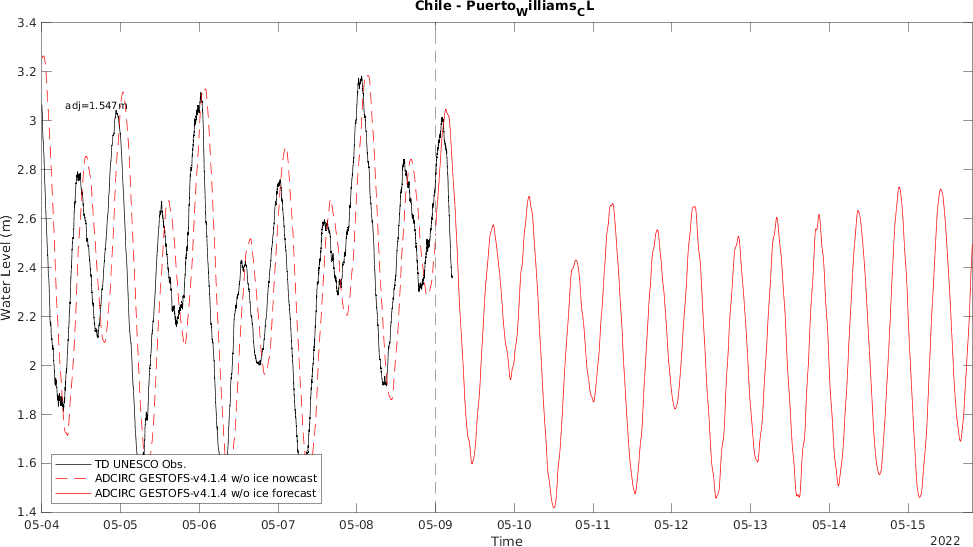 Chile - PuertoWilliamsCL
3.4
3.2
adj=1.547m
3
2.8
2.6
2.4
Water Level (m)
2.2
2
1.8
1.6
TD UNESCO Obs.
ADCIRC GESTOFS-v4.1.4 w/o ice nowcast
ADCIRC GESTOFS-v4.1.4 w/o ice forecast
1.4
05-04 05-05 05-06 05-07 05-08 05-09 05-10 05-11 05-12 05-13 05-14 05-15
Time
2022